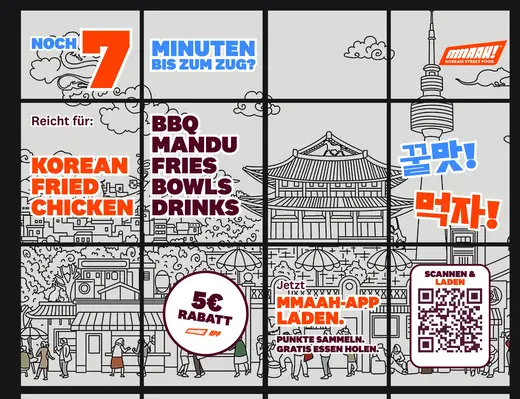 NOCH 7 MINUTEN
BIS ZUM ZUG?
MMAAH!
KOREAN STREET FOOD
Reicht für:
KOREAN
FRIED
CHICKEN
BBQ
MANDU
FRIES
BOWLS
DRINKS
꿀맛!
먹자!
5€
RABATT
Jetzt
MMAAH-APP
LADEN.
PUNKTE SAMMELN.
GRATIS ESSEN HOLEN.
SCANNEN &
LADEN